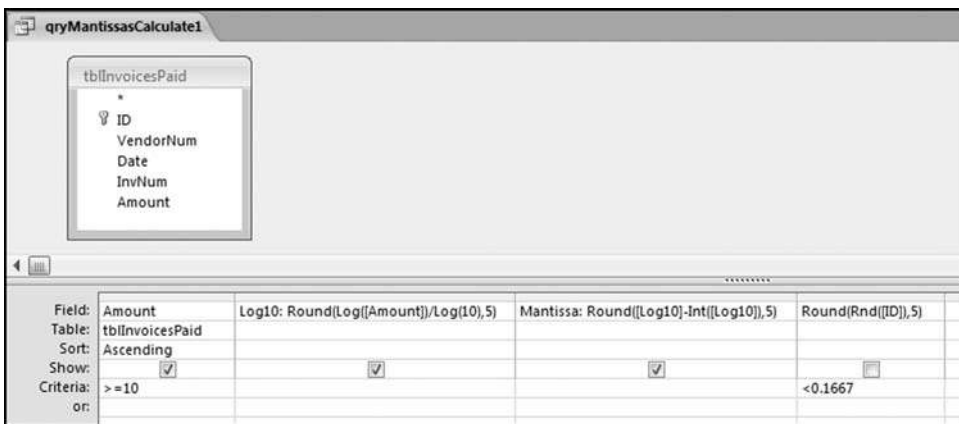 qryMantissasCalculate1
tblInvoicesPaid
*
ID
VendorNum
Date
InvNum
Amount
Field: Amount Log10: Round(Log([Amount])/Log(10),5) Mantissa: Round([Log10]-Int([Log10]),5) Round(Rnd([ID]),5)
Table: tblInvoicesPaid
Sort: Ascending
Show:
Criteria: >=10 <0.1667
or: